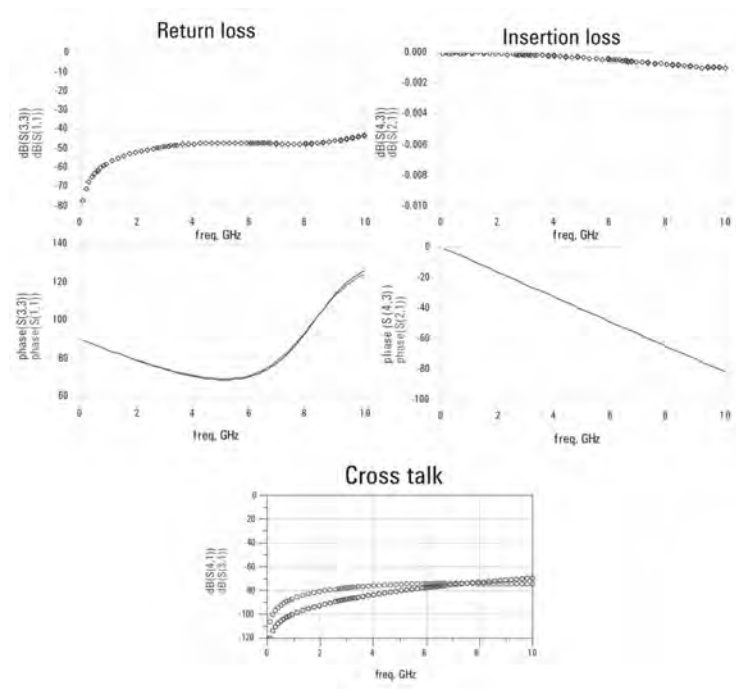 Return loss
Insertion loss
0
-10
-20
-30
-40
-50
-60
-70
-80
dB(S(3,3))
dB(S(1,1))
0 2 4 6 8 10
freq, GHz
0.000
-0.002
-0.004
-0.006
-0.008
-0.010
dB(S(4,3))
dB(S(2,1))
0 2 4 6 8 10
freq, GHz
140
120
100
80
60
phase(S(3,3))
phase(S(1,1))
0 2 4 6 8 10
freq, GHz
0
-20
-40
-60
-80
-100
phase (S(4,3))
phase(S(2,1))
0 2 4 6 8 10
freq, GHz
Cross talk
0
-20
-40
-60
-80
-100
-120
dB(S(4,1))
dB(S(3,1))
0 2 4 6 8 10
freq, GHz